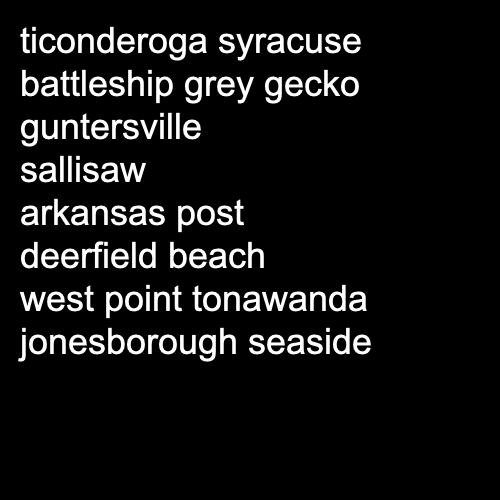 ticonderoga syracuse
battleship grey gecko
guntersville
sallisaw
arkansas post
deerfield beach
west point tonawanda
jonesborough seaside